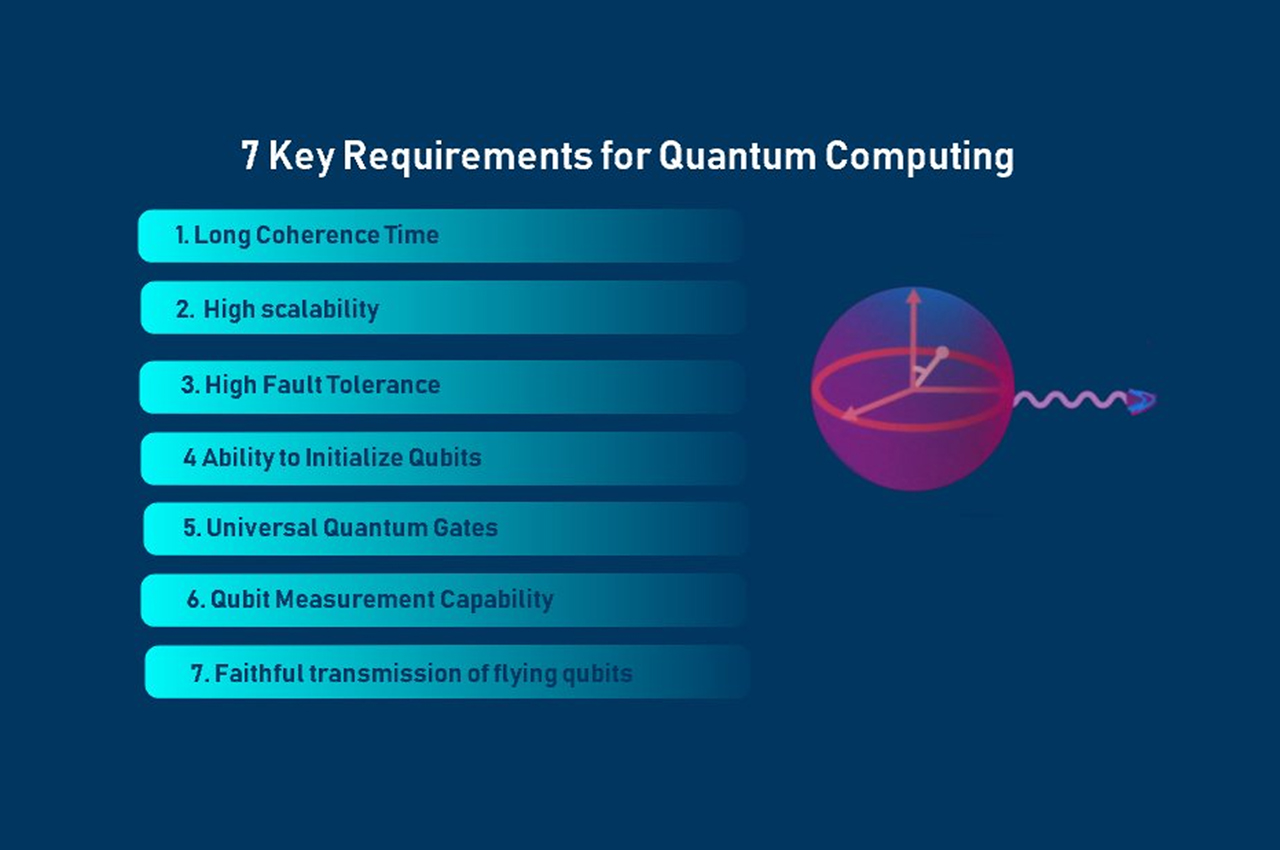 7 Key Requirements for Quantum Computing
1. Long Coherence Time
2. High scalability
3. High Fault Tolerance
4 Ability to Initialize Qubits
5. Universal Quantum Gates
6. Qubit Measurement Capability
7. Faithful transmission of flying qubits